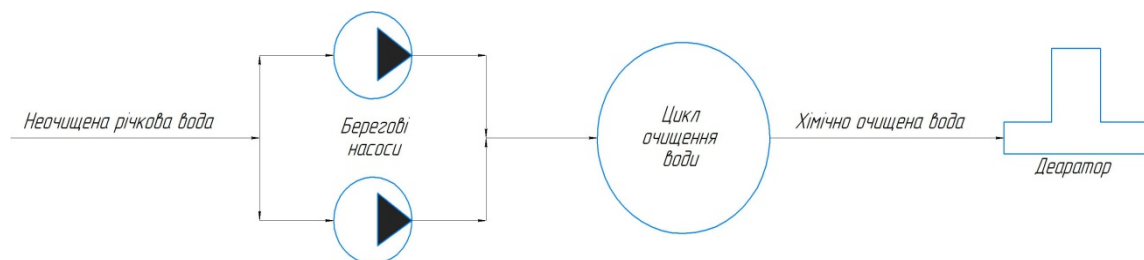 Неочищена річкова вода
Берегові
насоси
Цикл
очищення
води
Хімічно очищена вода
Деаратор